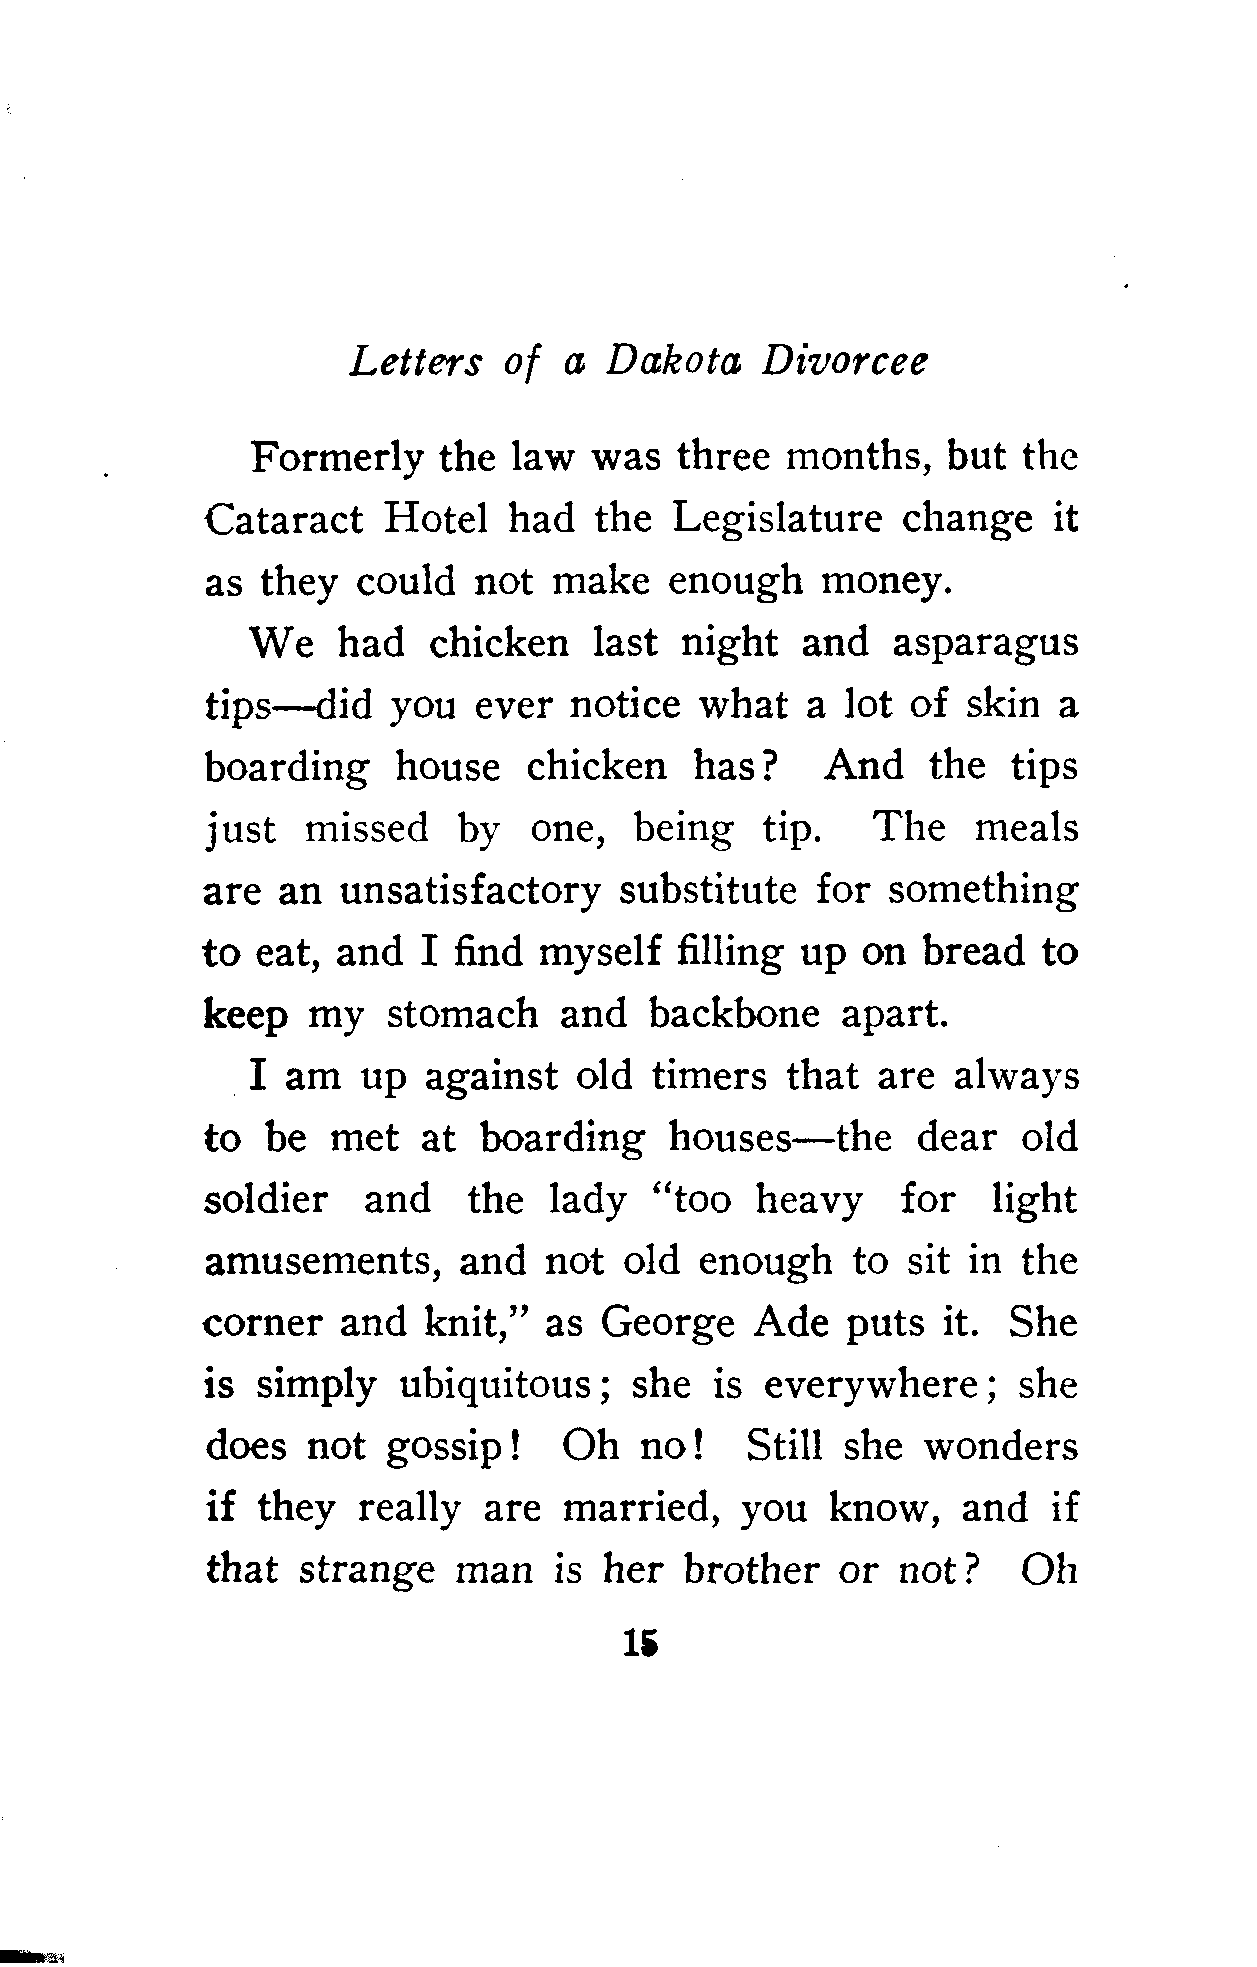 Letters of a Dakota Divorcee
Formerly the law was three months, but the
Cataract Hotel had the Legislature change it
as they could not make enough money.
We had chicken last night and asparagus
tips—did you ever notice what a lot of skin a
boarding house chicken has? And the tips
just missed by one, being tip. The meals
are an unsatisfactory substitute for something
to eat, and I find myself filling up on bread to
keep my stomach and backbone apart.
I am up against old timers that are always
to be met at boarding houses—the dear old
soldier and the lady "too heavy for light
amusements, and not old enough to sit in the
corner and knit," as George Ade puts it. She
is simply ubiquitous; she is everywhere; she
does not gossip! Oh no! Still she wonders
if they really are married, you know, and if
that strange man is her brother or not? Oh
15